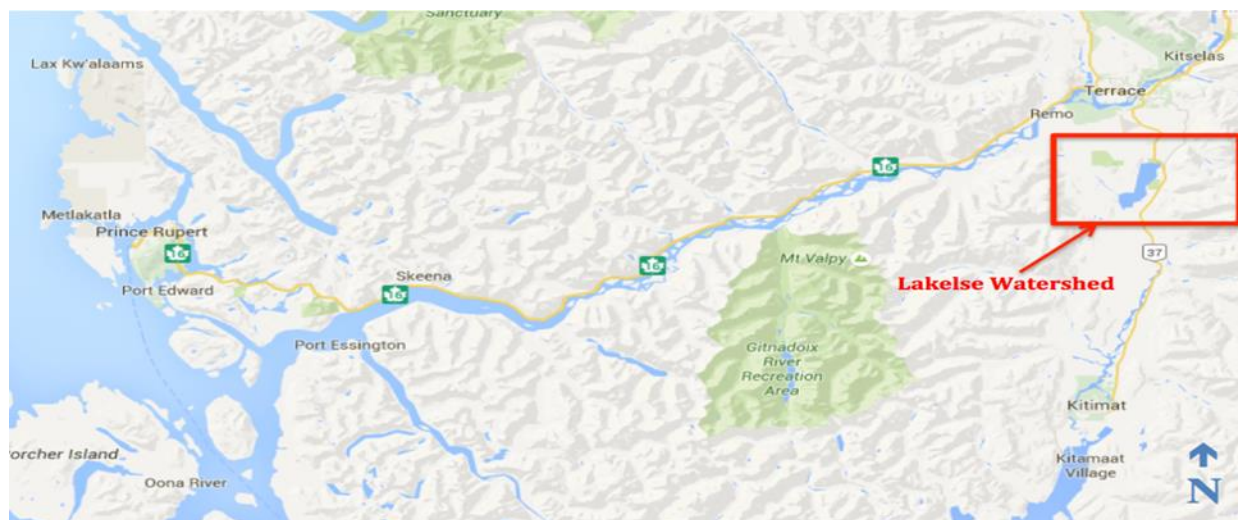 Sanctuary
Lax Kw'alaams
Kitselas
Terrace
Remo
16
Metlakatla
Prince Rupert
16
Mt Valpy
37
16
Skeena
Lakelse Watershed
Port Edward
16
Port Essington
Gitnadoix
River
Recreation
Area
Kitimat
orcher Island
Kitamaat
Village
Oona River
N